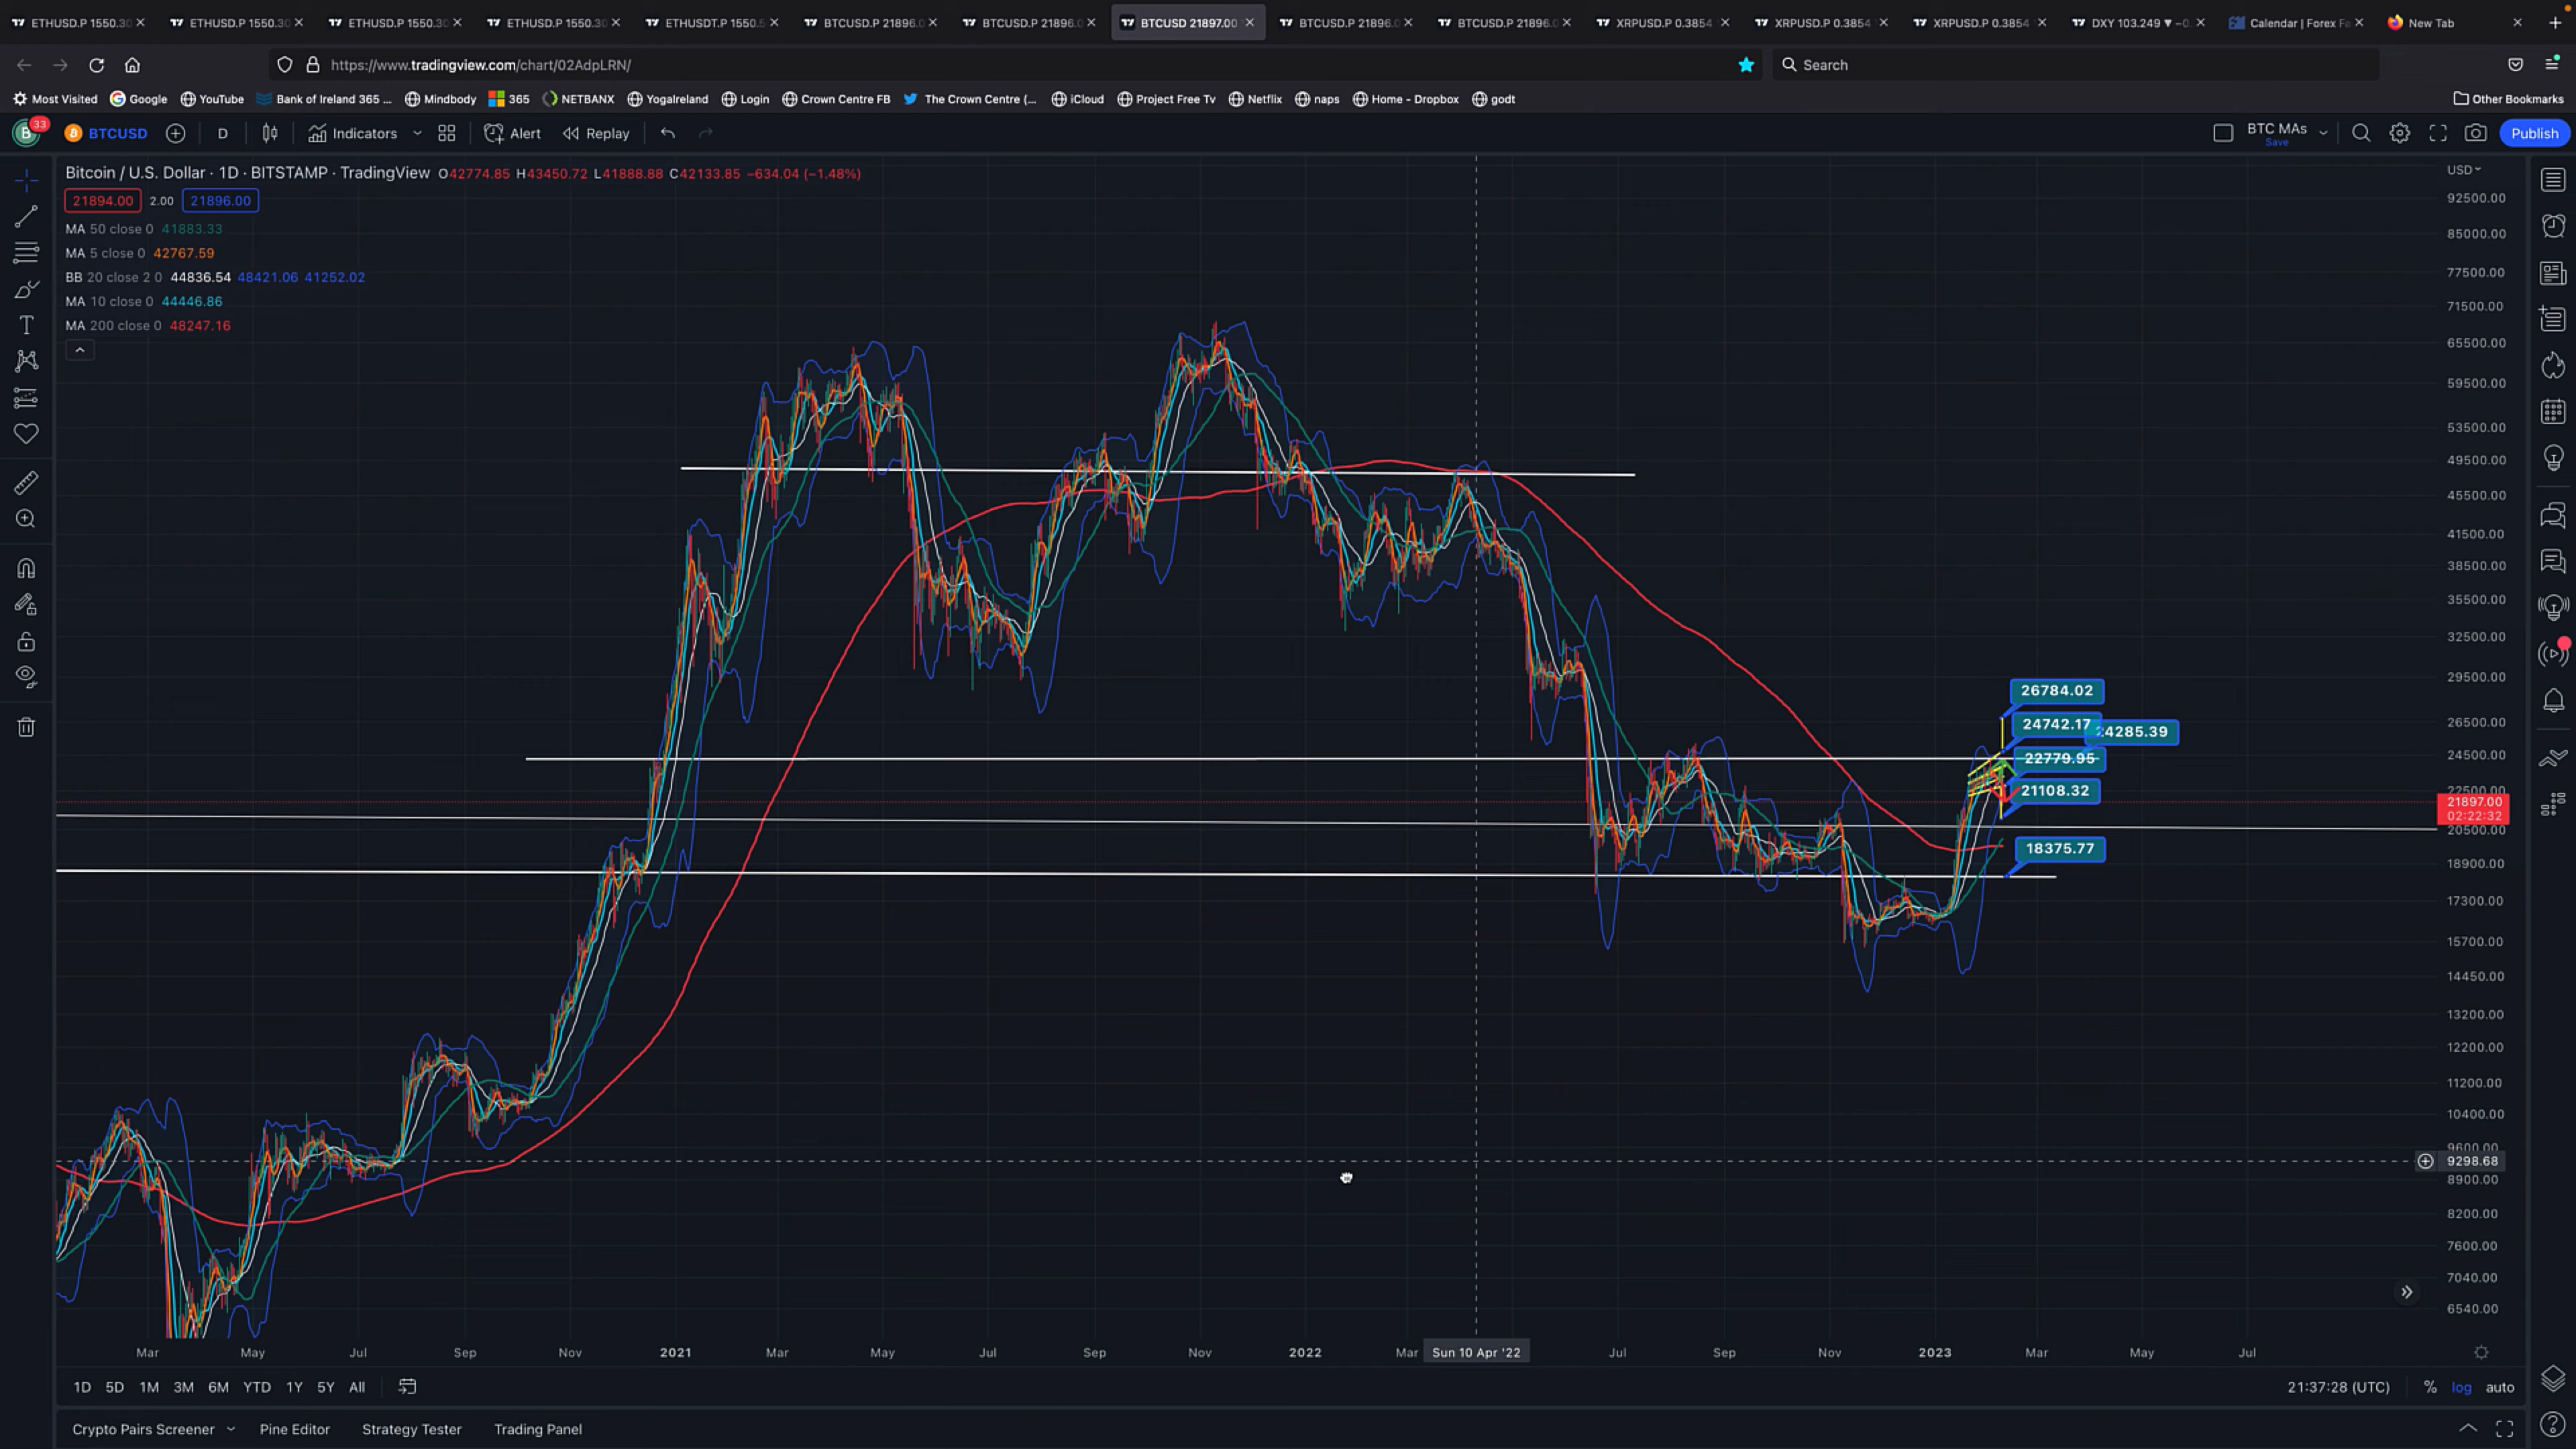 ETHUSD.P 1550.30 ETHUSD.P 1550.30 ETHUSD.P 1550.30 ETHUSD.P 1550.30 ETHUSDT.P 1550.5 BTCUSD.P 21896.0 BTCUSD.P 21896.0 BTCUSD 21897.00 BTCUSD.P 21896.0 BTCUSD.P 21896.0 XRPUSD.P 0.3854 XRPUSD.P 0.3854 XRPUSD.P 0.3854 DXY 103.249 ▼ −0. Calendar | Forex Fa New Tab
https://www.tradingview.com/chart/02AdpLRN/ Search
Most Visited Google YouTube Bank of Ireland 365 ... Mindbody 365 NETBANX YogaIreland Login Crown Centre FB The Crown Centre (... iCloud Project Free Tv Netflix naps Home - Dropbox godt Other Bookmarks
B 33 BTCUSD D Indicators Alert Replay BTC MAs Save Publish
Bitcoin / U.S. Dollar · 1D · BITSTAMP · TradingView O42774.85 H43450.72 L41888.88 C42133.85 −634.04 (−1.48%)
USD
21894.00 2.00 21896.00
MA 50 close 0 41883.33
MA 5 close 0 42767.59
BB 20 close 2 0 44836.54 48421.06 41252.02
MA 10 close 0 44446.86
MA 200 close 0 48247.16
92500.00
85000.00
77500.00
71500.00
65500.00
59500.00
53500.00
49500.00
45500.00
41500.00
38500.00
35500.00
32500.00
29500.00
26784.02
26500.00
24742.17
24285.39
24500.00
22779.95
22500.00
21108.32
21897.00
02:22:32
20500.00
18375.77
18900.00
17300.00
15700.00
14450.00
13200.00
12200.00
11200.00
10400.00
9600.00
9298.68
8900.00
8200.00
7600.00
7040.00
6540.00
Mar May Jul Sep Nov 2021 Mar May Jul Sep Nov 2022 Mar Sun 10 Apr '22 Jul Sep Nov 2023 Mar May Jul
1D 5D 1M 3M 6M YTD 1Y 5Y All 21:37:28 (UTC) % log auto
Crypto Pairs Screener Pine Editor Strategy Tester Trading Panel